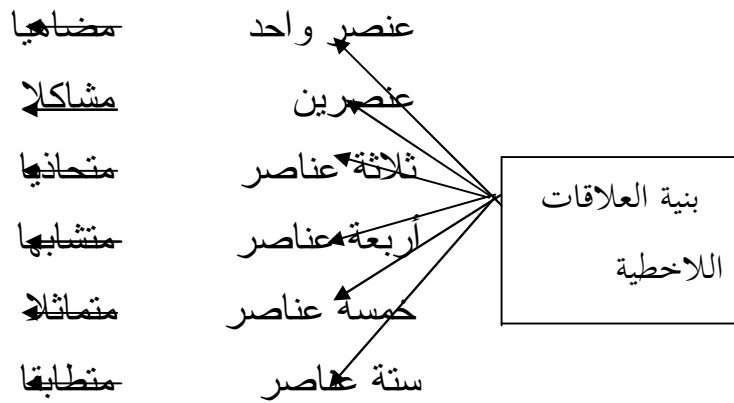 عنصر واحد مضاهيا
عنصرين مشاكلا
ثلاثة عناصر متحاذيا
بنية العلاقات
أربعة عناصر متشابها
اللاخطية
خمسة عناصر متماثلا
ستة عناصر متطابقا